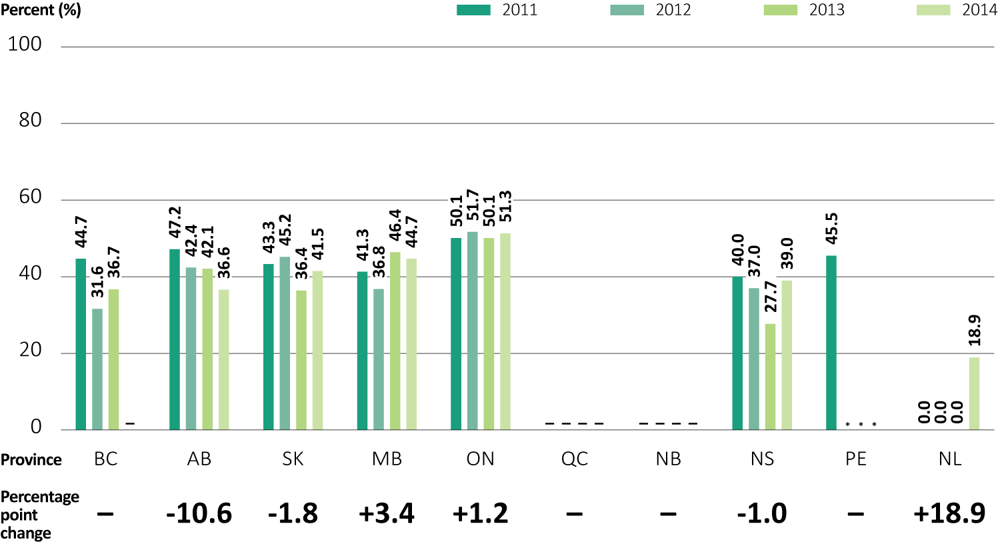 Percent (%)
2011 2012 2013 2014
100
80
60
40
20
0
44.7 31.6 36.7 –
47.2 42.4 42.1 36.6
43.3 45.2 36.4 41.5
41.3 36.8 46.4 44.7
50.1 51.7 50.1 51.3
– – – –
– – – –
40.0 37.0 27.7 39.0
45.5 * * *
0.0 0.0 0.0 18.9
Province BC AB SK MB ON QC NB NS PE NL
Percentage
point
change
– -10.6 -1.8 +3.4 +1.2 – – -1.0 – +18.9